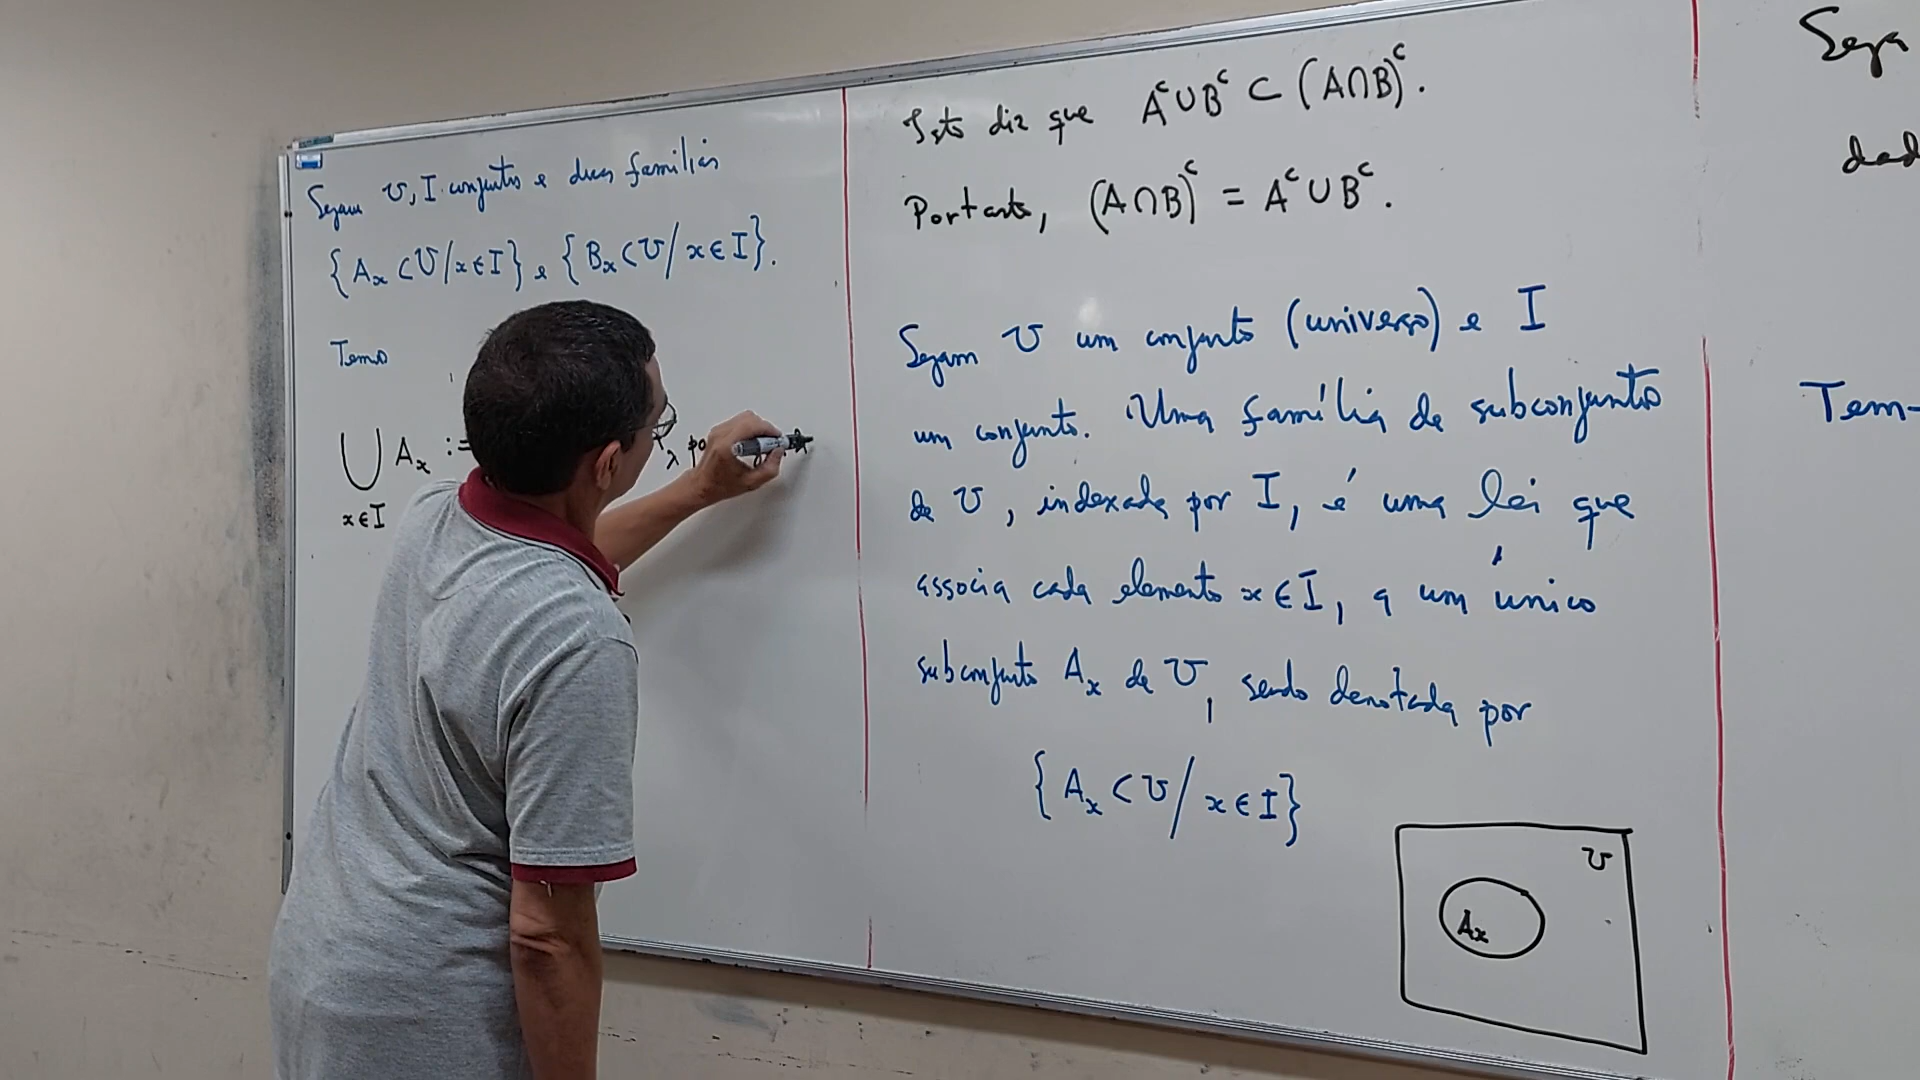 Sejam U, I conjuntos e duas famílias
{A_x ⊂ U / x ∈ I} e {B_x ⊂ U / x ∈ I}.
Temos
⋃ A_x :=
x ∈ I
λ
Isto diz que A^c ∪ B^c ⊂ (A ∩ B)^c.
Portanto, (A ∩ B)^c = A^c ∪ B^c.
Sejam U um conjunto (universo) e I
um conjunto. Uma família de subconjuntos
de U, indexada por I, é uma lei que
associa cada elemento x ∈ I, a um único
subconjunto A_x de U, sendo denotada por
{A_x ⊂ U / x ∈ I}
U
A_x
Seja
Tem-